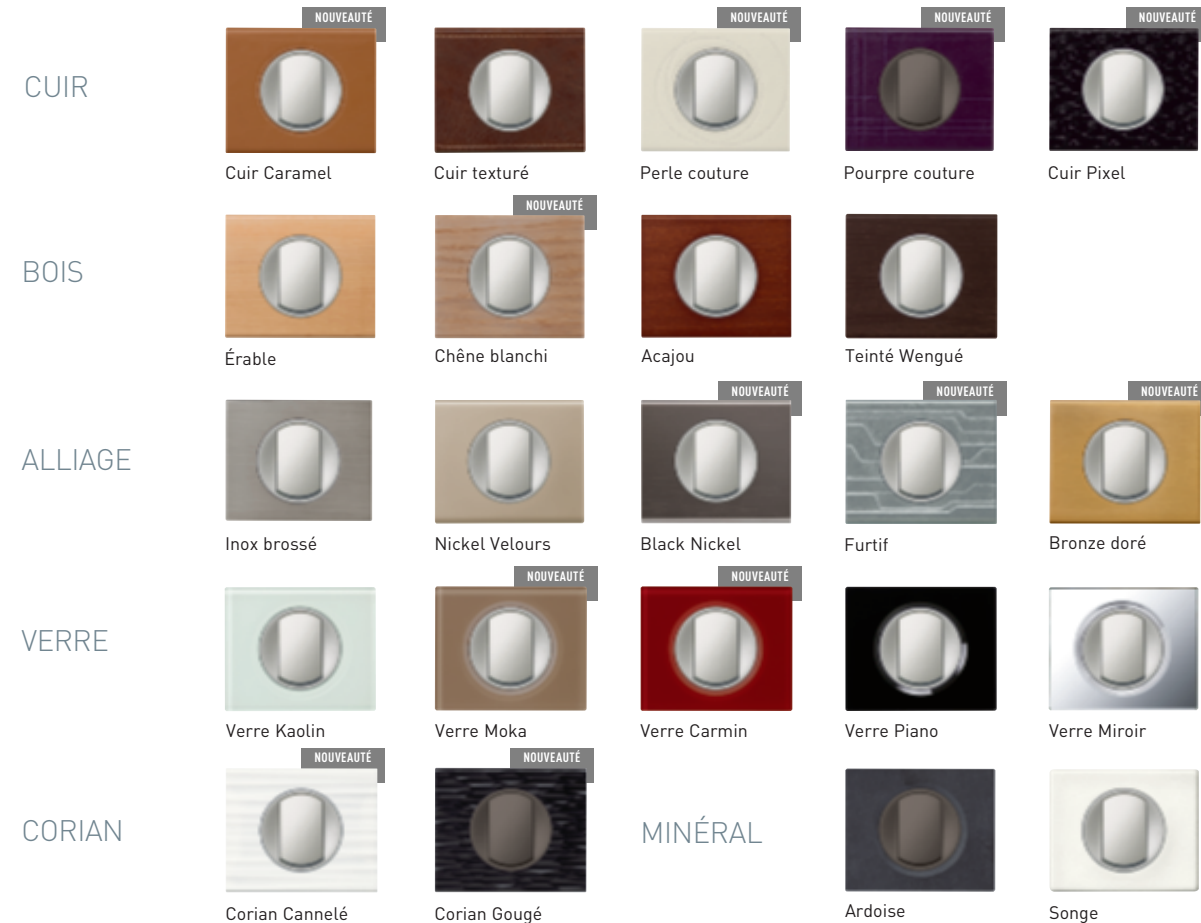 NOUVEAUTÉ
NOUVEAUTÉ
NOUVEAUTÉ
NOUVEAUTÉ
CUIR
Cuir Caramel
Cuir texturé
Perle couture
Pourpre couture
Cuir Pixel
NOUVEAUTÉ
BOIS
Érable
Chêne blanchi
Acajou
Teinté Wengué
NOUVEAUTÉ
NOUVEAUTÉ
NOUVEAUTÉ
ALLIAGE
Inox brossé
Nickel Velours
Black Nickel
Furtif
Bronze doré
NOUVEAUTÉ
NOUVEAUTÉ
VERRE
Verre Kaolin
Verre Moka
Verre Carmin
Verre Piano
Verre Miroir
NOUVEAUTÉ
NOUVEAUTÉ
CORIAN
Corian Cannelé
Corian Gougé
MINÉRAL
Ardoise
Songe